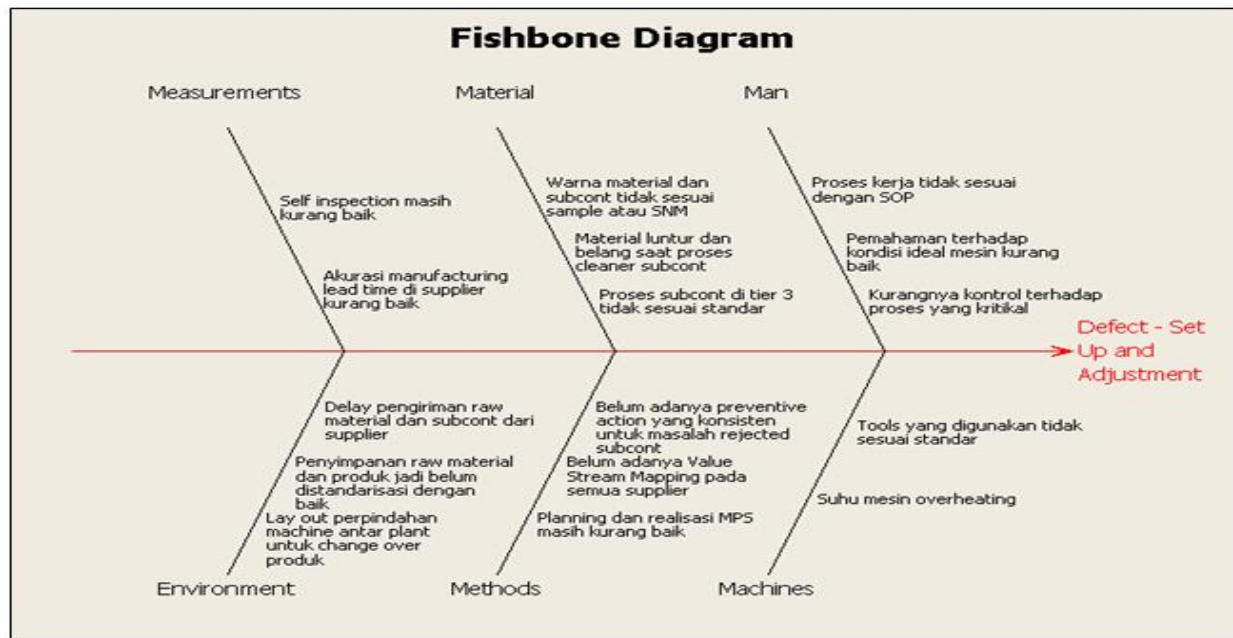 Fishbone Diagram
Measurements
Material
Man
Self inspection masih
kurang baik
Akurasi manufacturing
lead time di supplier
kurang baik
Warna material dan
subcont tidak sesuai
sample atau SNM
Material luntur dan
belang saat proses
cleaner subcont
Proses subcont di tier 3
tidak sesuai standar
Proses kerja tidak sesuai
dengan SOP
Pemahaman terhadap
kondisi ideal mesin kurang
baik
Kurangnya kontrol terhadap
proses yang kritikal
Defect - Set
Up and
Adjustment
Delay pengiriman raw
material dan subcont dari
supplier
Penyimpanan raw material
dan produk jadi belum
distandarisasi dengan
baik
Lay out perpindahan
machine antar plant
untuk change over
produk
Belum adanya preventive
action yang konsisten
untuk masalah rejected
subcont
Belum adanya Value
Stream Mapping pada
semua supplier
Planning dan realisasi MPS
masih kurang baik
Tools yang digunakan tidak
sesuai standar
Suhu mesin overheating
Environment
Methods
Machines